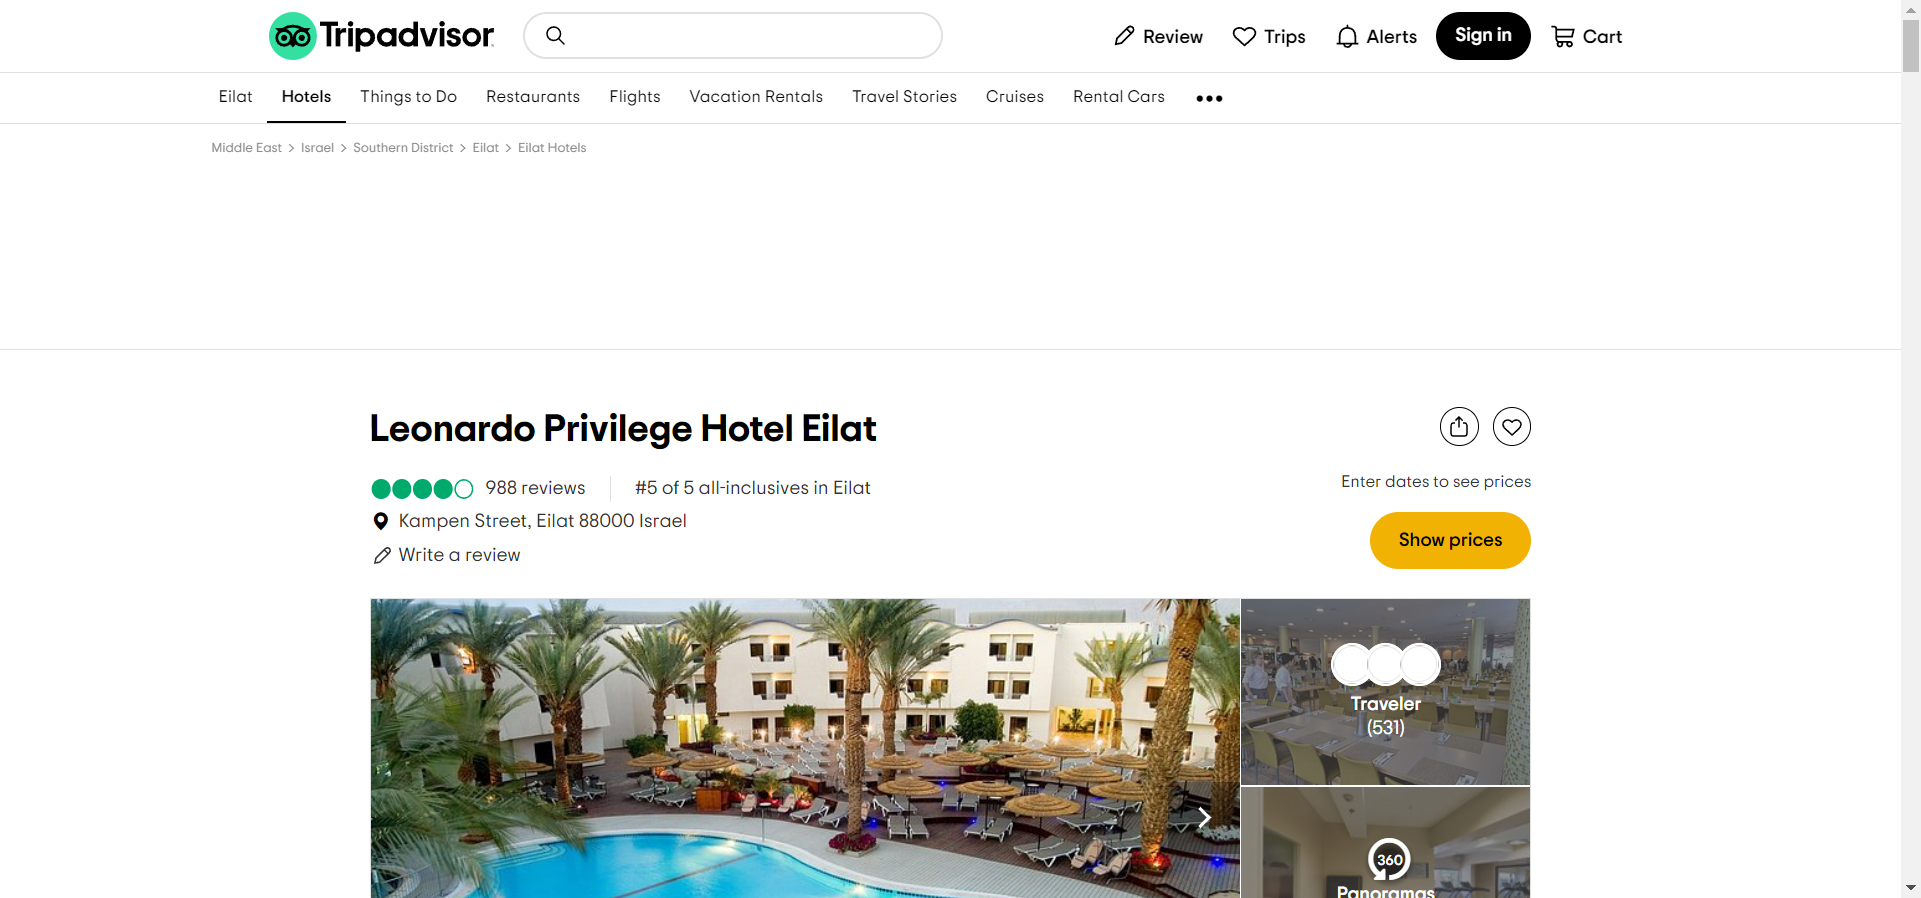 Tripadvisor
Review
Trips
Alerts
Sign in
Cart
Eilat
Hotels
Things to Do
Restaurants
Flights
Vacation Rentals
Travel Stories
Cruises
Rental Cars
Middle East > Israel > Southern District > Eilat > Eilat Hotels
Leonardo Privilege Hotel Eilat
988 reviews
#5 of 5 all-inclusives in Eilat
Enter dates to see prices
Kampen Street, Eilat 88000 Israel
Show prices
Write a review
Traveler
(531)
360
Panoramas